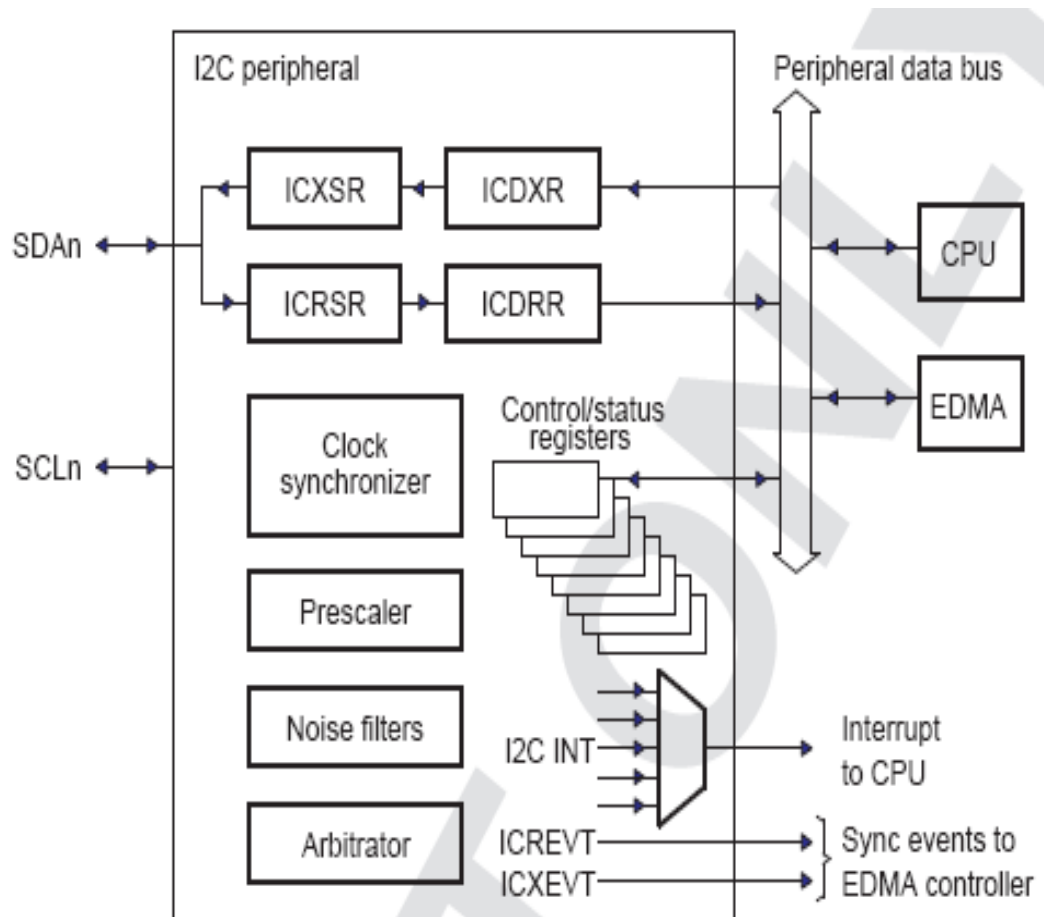 I2C peripheral
Peripheral data bus
ICXSR
ICDXR
SDAn
CPU
ICRSR
ICDRR
EDMA
Control/status
registers
Clock
synchronizer
SCLn
Prescaler
Noise filters
I2C INT
Interrupt
to CPU
Arbitrator
ICREVT
ICXEVT
Sync events to
EDMA controller